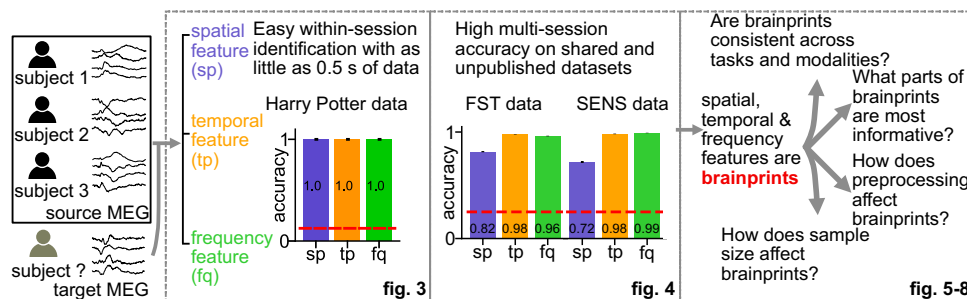 subject 1
subject 2
subject 3
source MEG
subject ?
target MEG
spatial
feature
(sp)
temporal
feature
(tp)
frequency
feature
(fq)
Easy within-session
identification with as
little as 0.5 s of data
Harry Potter data
accuracy
1
0
1.0
1.0
1.0
sp
tp
fq
fig. 3
High multi-session
accuracy on shared and
unpublished datasets
FST data
SENS data
accuracy
1
0
0.82
0.98
0.96
0.72
0.98
0.99
sp
tp
fq
sp
tp
fq
fig. 4
spatial,
temporal &
frequency
features are
brainprints
Are brainprints
consistent across
tasks and modalities?
What parts of
brainprints
are most
informative?
How does
preprocessing
affect
brainprints?
How does sample
size affect
brainprints?
fig. 5-8